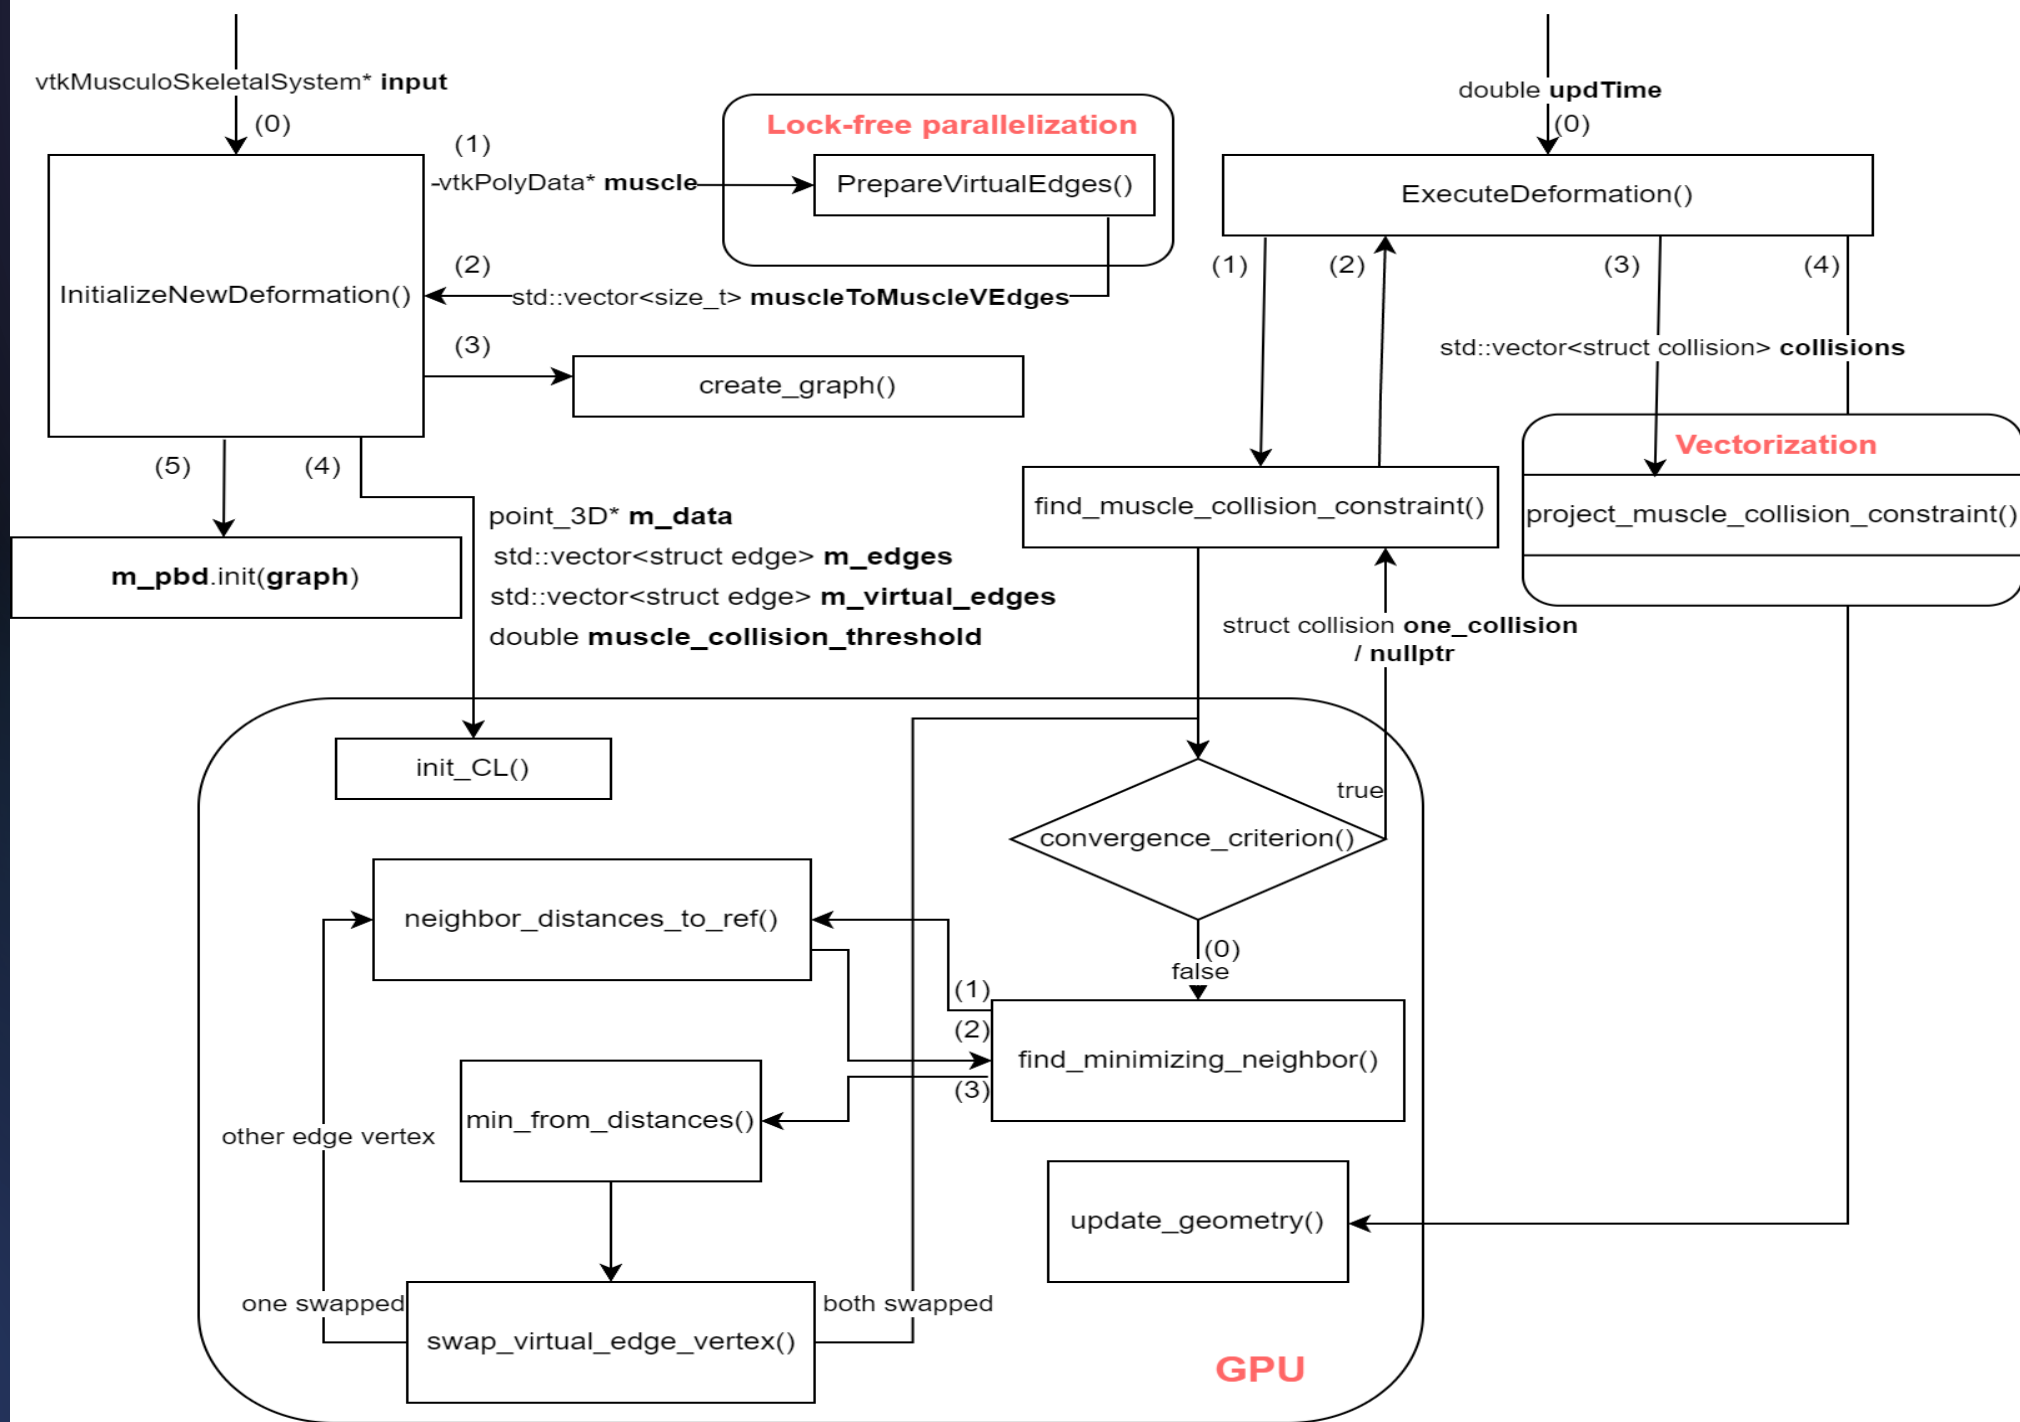 vtkMusculoSkeletalSystem* input
(0)
InitializeNewDeformation()
(1)
vtkPolyData* muscle
Lock-free parallelization
PrepareVirtualEdges()
(2)
std::vector<size_t> muscleToMuscleVEdges
(3)
create_graph()
(5)
(4)
m_pbd.init(graph)
point_3D* m_data
std::vector<struct edge> m_edges
std::vector<struct edge> m_virtual_edges
double muscle_collision_threshold
double updTime
(0)
ExecuteDeformation()
(1)
(2)
(3)
(4)
std::vector<struct collision> collisions
Vectorization
project_muscle_collision_constraint()
find_muscle_collision_constraint()
struct collision one_collision
/ nullptr
init_CL()
true
convergence_criterion()
(0)
false
neighbor_distances_to_ref()
(1)
(2)
(3)
find_minimizing_neighbor()
min_from_distances()
other edge vertex
update_geometry()
one swapped
both swapped
swap_virtual_edge_vertex()
GPU